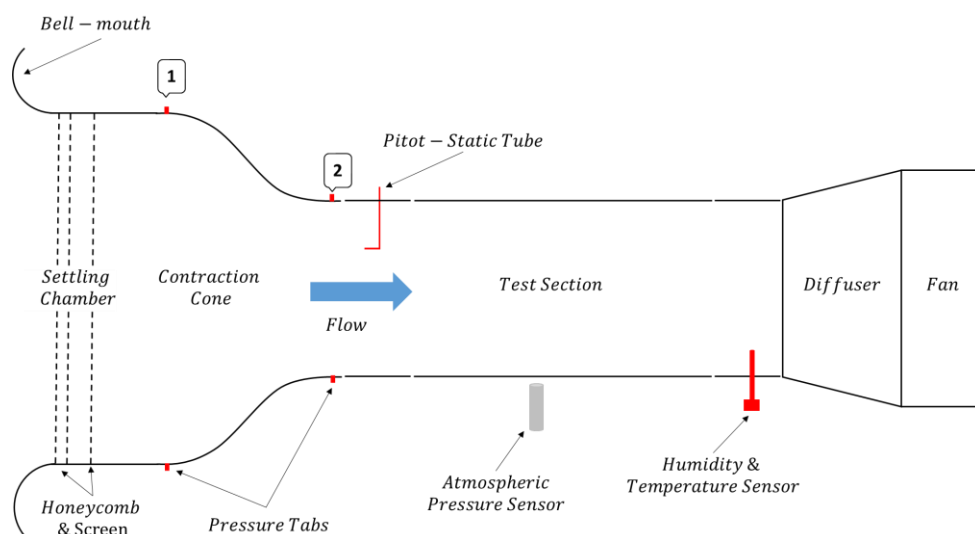 Bell − mouth
1
Pitot − Static Tube
2
Settling
Chamber
Contraction
Cone
Flow
Test Section
Diffuser
Fan
Honeycomb
& Screen
Pressure Tabs
Atmospheric
Pressure Sensor
Humidity &
Temperature Sensor